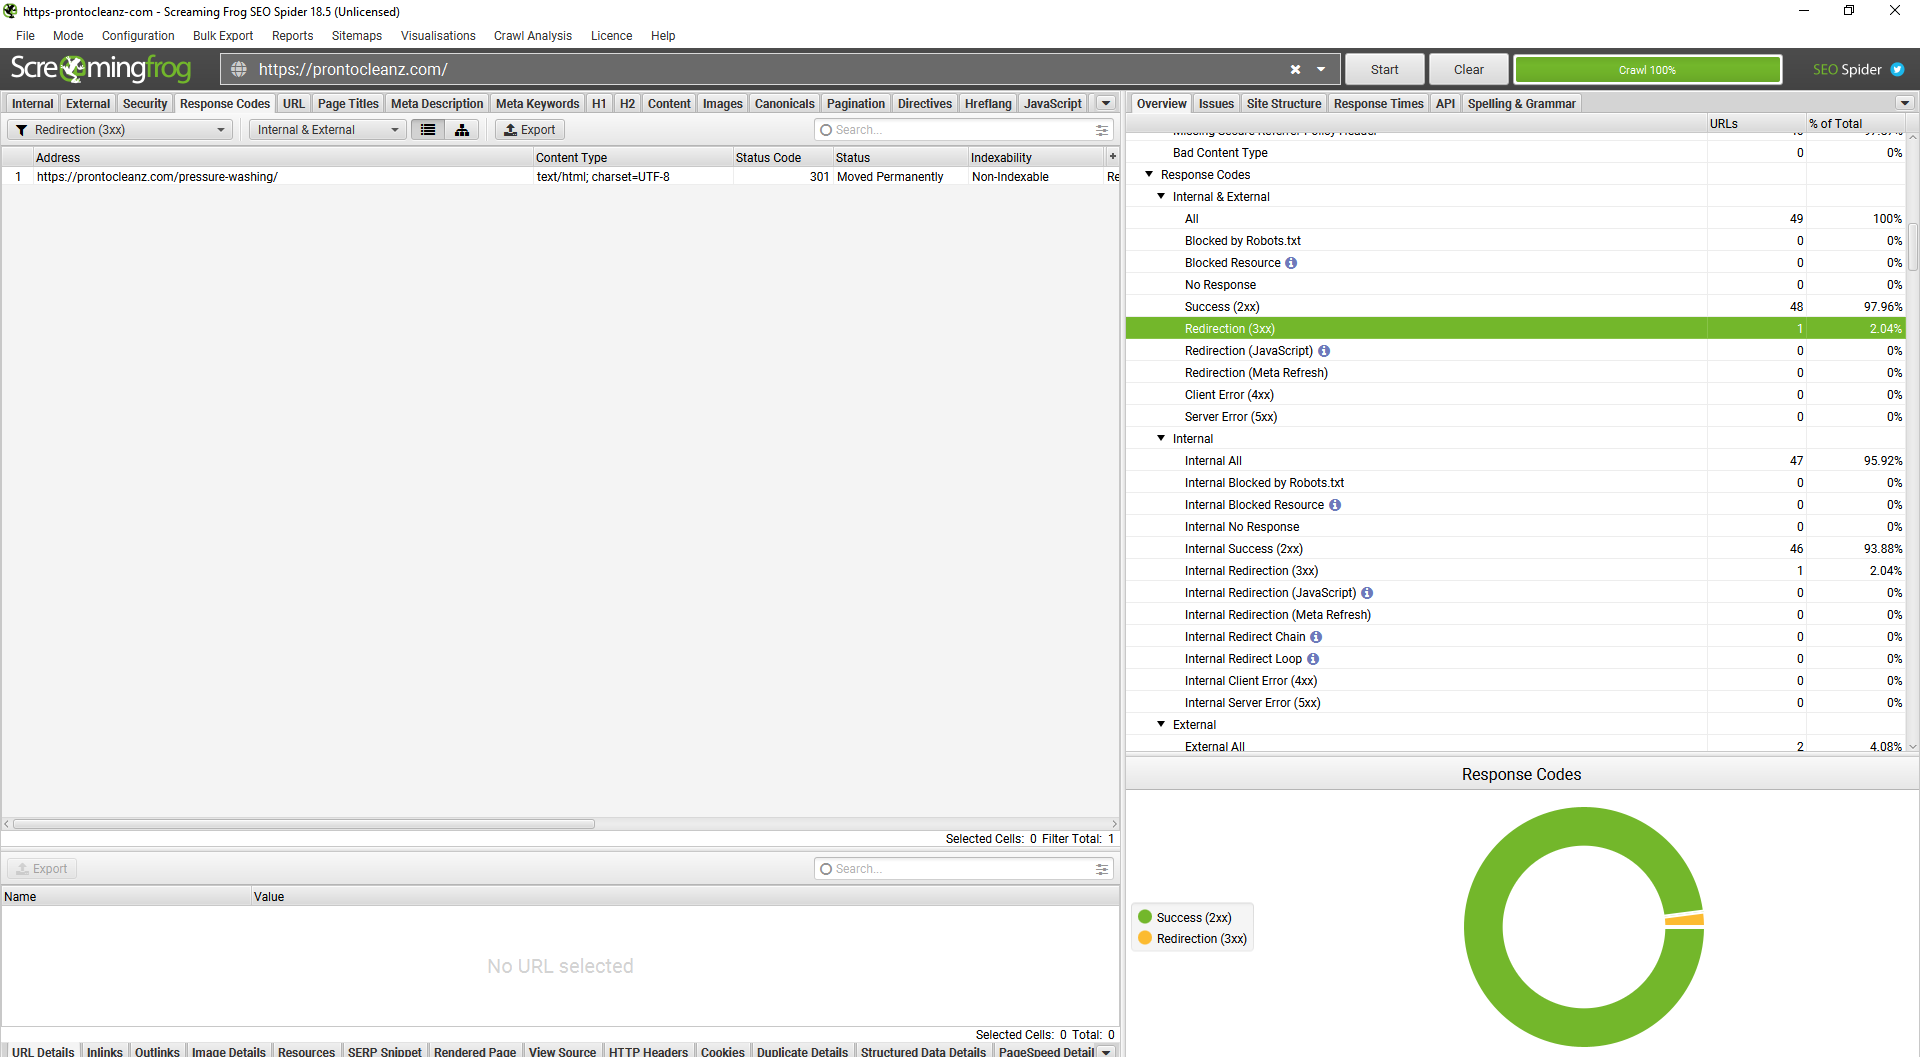 https-prontocleanz-com - Screaming Frog SEO Spider 18.5 (Unlicensed)
File Mode Configuration Bulk Export Reports Sitemaps Visualisations Crawl Analysis Licence Help
Screamingfrog https://prontocleanz.com/ Start Clear Crawl 100% SEO Spider
Internal External Security Response Codes URL Page Titles Meta Description Meta Keywords H1 H2 Content Images Canonicals Pagination Directives Hreflang JavaScript
Redirection (3xx) Internal & External Export Search...
Address Content Type Status Code Status Indexability +
1 https://prontocleanz.com/pressure-washing/ text/html; charset=UTF-8 301 Moved Permanently Non-Indexable Re
Selected Cells: 0 Filter Total: 1
Export Search...
Name Value
No URL selected
Selected Cells: 0 Total: 0
URL Details Inlinks Outlinks Image Details Resources SERP Snippet Rendered Page View Source HTTP Headers Cookies Duplicate Details Structured Data Details PageSpeed Detail
Overview Issues Site Structure Response Times API Spelling & Grammar
URLs % of Total
Missing Secure Referrer-Policy Header
Bad Content Type 0 0%
Response Codes
Internal & External
All 49 100%
Blocked by Robots.txt 0 0%
Blocked Resource 0 0%
No Response 0 0%
Success (2xx) 48 97.96%
Redirection (3xx) 1 2.04%
Redirection (JavaScript) 0 0%
Redirection (Meta Refresh) 0 0%
Client Error (4xx) 0 0%
Server Error (5xx) 0 0%
Internal
Internal All 47 95.92%
Internal Blocked by Robots.txt 0 0%
Internal Blocked Resource 0 0%
Internal No Response 0 0%
Internal Success (2xx) 46 93.88%
Internal Redirection (3xx) 1 2.04%
Internal Redirection (JavaScript) 0 0%
Internal Redirection (Meta Refresh) 0 0%
Internal Redirect Chain 0 0%
Internal Redirect Loop 0 0%
Internal Client Error (4xx) 0 0%
Internal Server Error (5xx) 0 0%
External
External All 2 4.08%
Response Codes
Success (2xx)
Redirection (3xx)